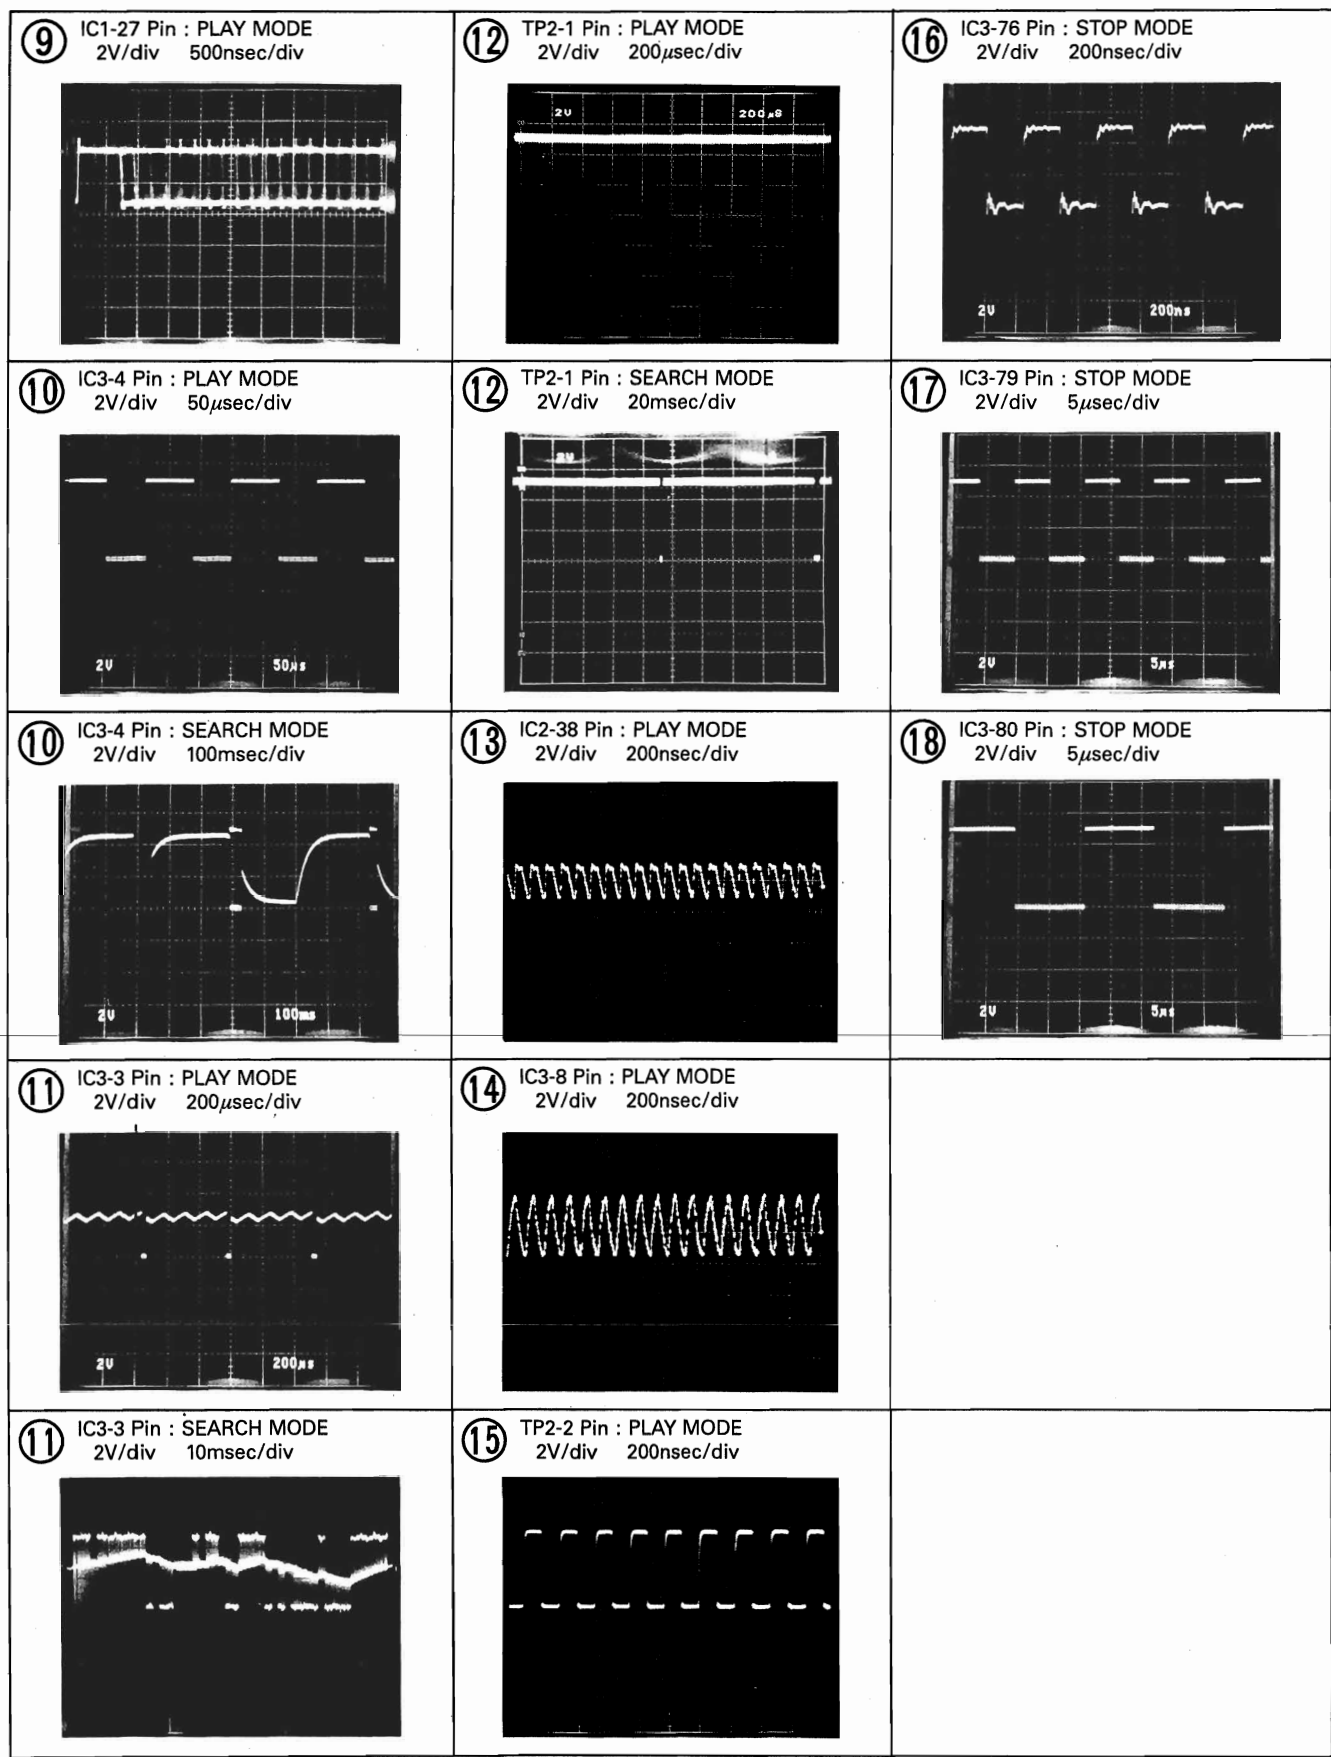 ⑨ IC1-27 Pin : PLAY MODE
2V/div 500nsec/div
⑩ IC3-4 Pin : PLAY MODE
2V/div 50μsec/div
2V 50μs
⑩ IC3-4 Pin : SEARCH MODE
2V/div 100msec/div
2V 100ms
⑪ IC3-3 Pin : PLAY MODE
2V/div 200μsec/div
2V 200μs
⑪ IC3-3 Pin : SEARCH MODE
2V/div 10msec/div
⑫ TP2-1 Pin : PLAY MODE
2V/div 200μsec/div
2V 200μS
⑫ TP2-1 Pin : SEARCH MODE
2V/div 20msec/div
2V
⑬ IC2-38 Pin : PLAY MODE
2V/div 200nsec/div
⑭ IC3-8 Pin : PLAY MODE
2V/div 200nsec/div
⑮ TP2-2 Pin : PLAY MODE
2V/div 200nsec/div
⑯ IC3-76 Pin : STOP MODE
2V/div 200nsec/div
2V 200ns
⑰ IC3-79 Pin : STOP MODE
2V/div 5μsec/div
2V 5μs
⑱ IC3-80 Pin : STOP MODE
2V/div 5μsec/div
2V 5μs